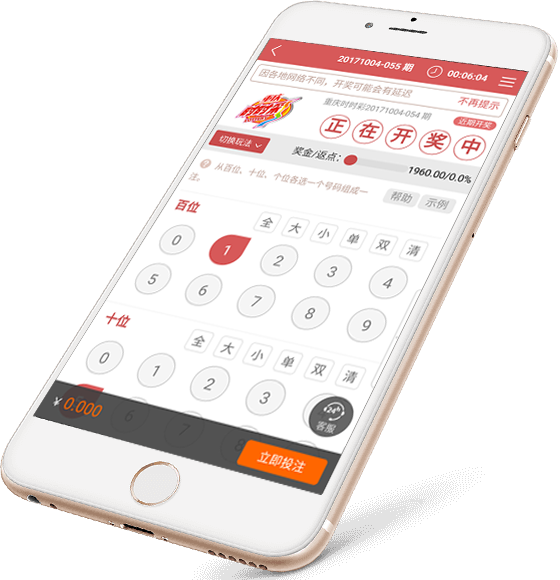 20171004-055 期
00:06:04
因各地网络不同，开奖可能会有延迟
不再提示
重庆时时彩20171004-054 期
近期开奖
正在开奖中
切换玩法
奖金/返点：
1960.00/0.0%
? 从百位、十位、个位各选一个号码组成一注。
帮助
示例
百位
全 大 小 单 双 清
0 1 2 3 4
5 6 7 8 9
十位
全 大 小 单 双 清
0 1 2 3
6 7 8
24h
客服
¥ 0.000
立即投注